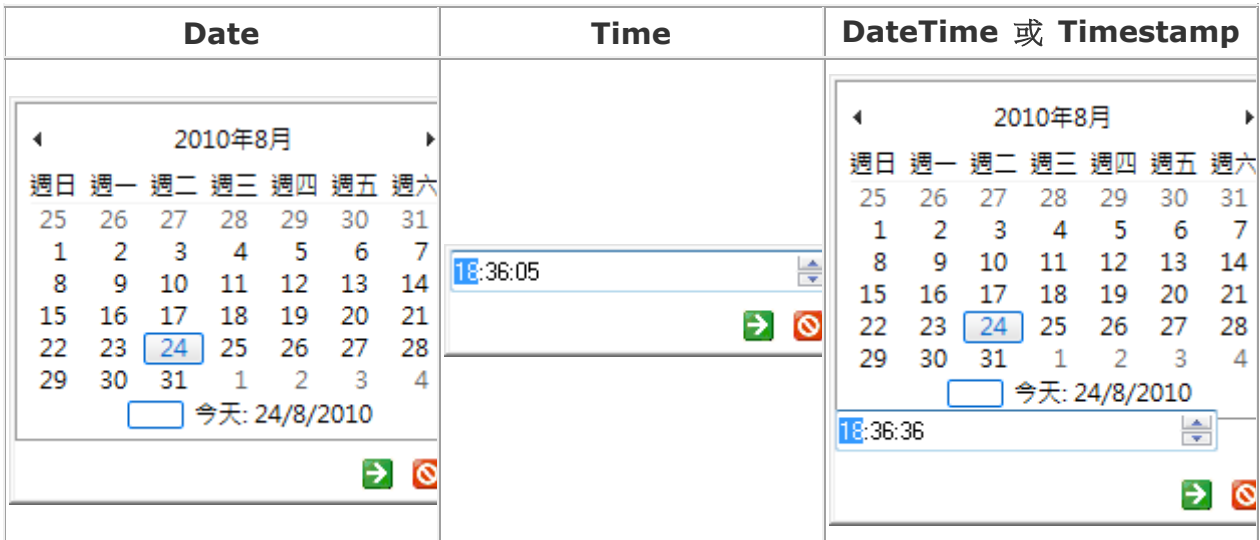 Date
2010年8月
週日 週一 週二 週三 週四 週五 週六
25 26 27 28 29 30 31
1 2 3 4 5 6 7
8 9 10 11 12 13 14
15 16 17 18 19 20 21
22 23 24 25 26 27 28
29 30 31 1 2 3 4
今天: 24/8/2010
Time
18:36:05
DateTime 或 Timestamp
2010年8月
週日 週一 週二 週三 週四 週五 週六
25 26 27 28 29 30 31
1 2 3 4 5 6 7
8 9 10 11 12 13 14
15 16 17 18 19 20 21
22 23 24 25 26 27 28
29 30 31 1 2 3 4
今天: 24/8/2010
18:36:36